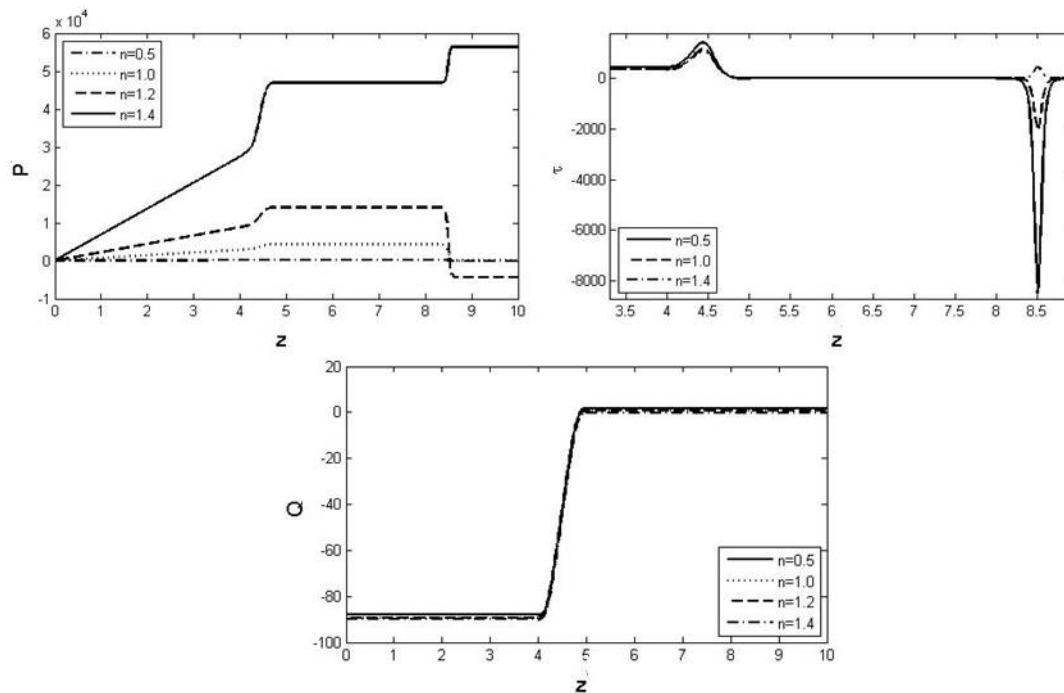 x 10⁴
6
5
4
3
2
1
0
-1
P
n=0.5
n=1.0
n=1.2
n=1.4
0 1 2 3 4 5 6 7 8 9 10
z
0
-2000
-4000
-6000
-8000
τ
n=0.5
n=1.0
n=1.4
3.5 4 4.5 5 5.5 6 6.5 7 7.5 8 8.5
z
20
0
-20
-40
-60
-80
-100
Q
n=0.5
n=1.0
n=1.2
n=1.4
0 1 2 3 4 5 6 7 8 9 10
z